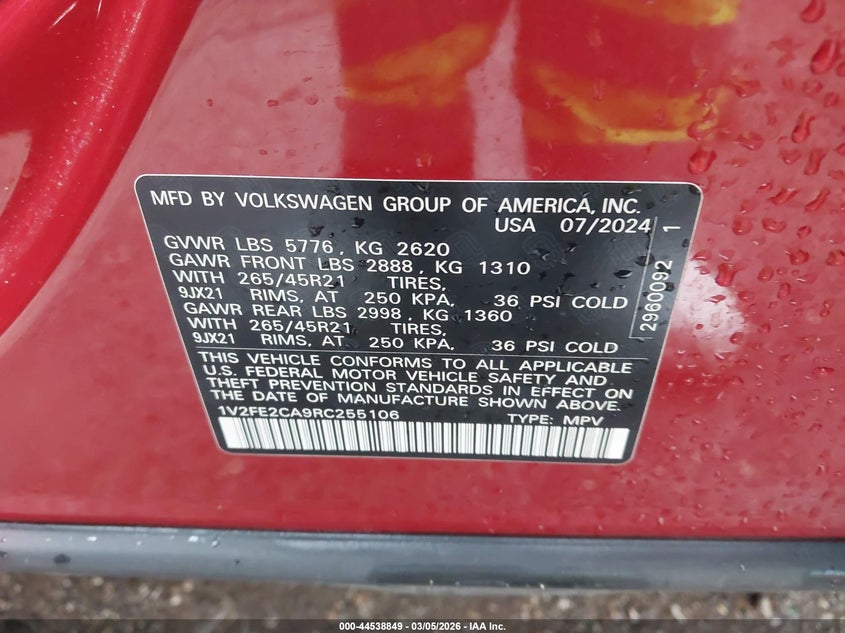 MFD BY VOLKSWAGEN GROUP OF AMERICA, INC.
USA 07/2024
GVWR LBS 5776 , KG 2620
GAWR FRONT LBS 2888 , KG 1310
WITH 265/45R21 TIRES,
9JX21 RIMS, AT 250 KPA, 36 PSI COLD
GAWR REAR LBS 2998 , KG 1360
WITH 265/45R21 TIRES,
9JX21 RIMS, AT 250 KPA, 36 PSI COLD
2960092 1
THIS VEHICLE CONFORMS TO ALL APPLICABLE
U.S. FEDERAL MOTOR VEHICLE SAFETY AND
THEFT PREVENTION STANDARDS IN EFFECT ON
THE DATE OF MANUFACTURE SHOWN ABOVE.
1V2FE2CA9RC255106 TYPE: MPV
000-44538849 - 03/05/2026 - IAA Inc.